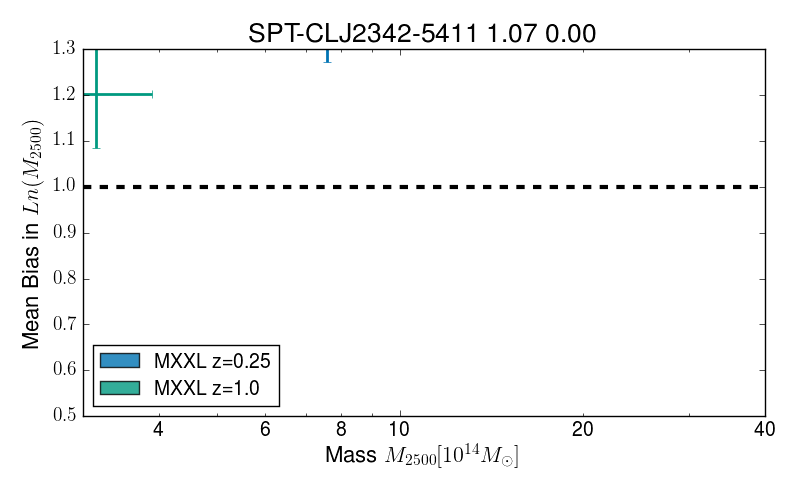 SPT-CLJ2342-5411 1.07 0.00
Mean Bias in Ln(M₂₅₀₀)
1.3
1.2
1.1
1.0
0.9
0.8
0.7
0.6
0.5
MXXL z=0.25
MXXL z=1.0
4 6 8 10 20 40
Mass M₂₅₀₀[10¹⁴M☉]